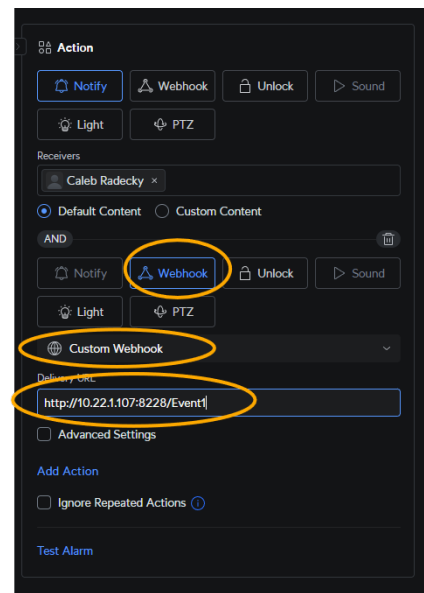 Action
Notify Webhook Unlock Sound
Light PTZ
Receivers
Caleb Radecky ×
Default Content Custom Content
AND
Notify Webhook Unlock Sound
Light PTZ
Custom Webhook
Delivery URL
http://10.22.1.107:8228/Event1
Advanced Settings
Add Action
Ignore Repeated Actions
Test Alarm